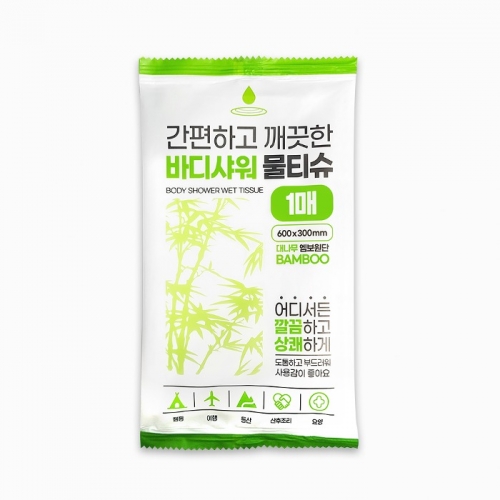 간편하고 깨끗한
바디샤워 물티슈
BODY SHOWER WET TISSUE
1매
600x300mm
대나무 엠보원단
BAMBOO
어디서든
깔끔하고
상쾌하게
도톰하고 부드러워
사용감이 좋아요
캠핑 여행 등산 산후조리 요양